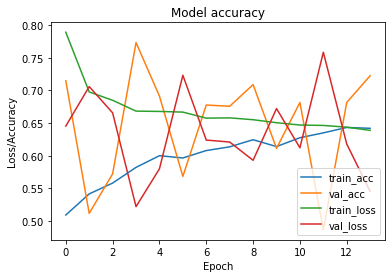 Model accuracy
0.80
0.75
0.70
0.65
0.60
0.55
0.50
Loss/Accuracy
0 2 4 6 8 10 12
Epoch
train_acc
val_acc
train_loss
val_loss